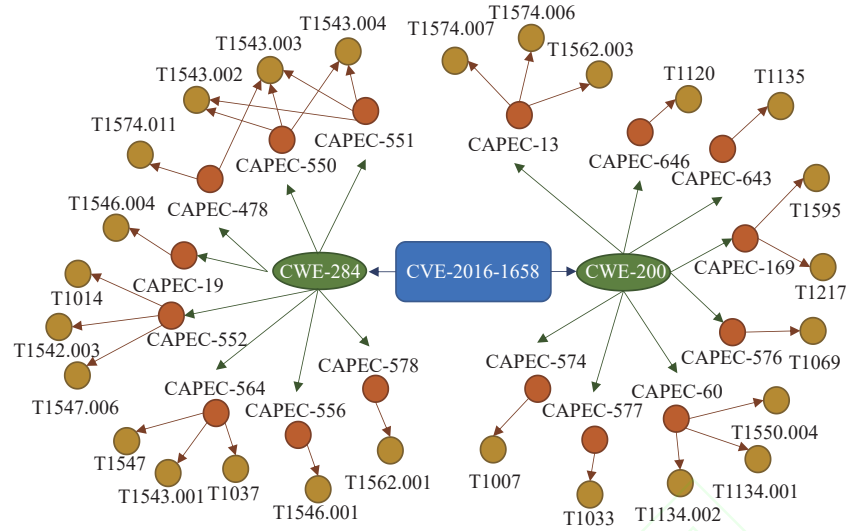 T1543.004
T1574.006
T1543.003
T1574.007
T1562.003
T1543.002
T1120
T1135
T1574.011
CAPEC-551
CAPEC-13
CAPEC-550
CAPEC-646
CAPEC-643
T1546.004
CAPEC-478
T1595
CWE-284
CVE-2016-1658
CWE-200
CAPEC-169
CAPEC-19
T1014
T1217
CAPEC-552
T1542.003
CAPEC-576
T1069
CAPEC-574
CAPEC-578
CAPEC-564
CAPEC-60
T1547.006
CAPEC-556
CAPEC-577
T1550.004
T1547
T1007
T1562.001
T1543.001
T1037
T1134.001
T1546.001
T1033
T1134.002